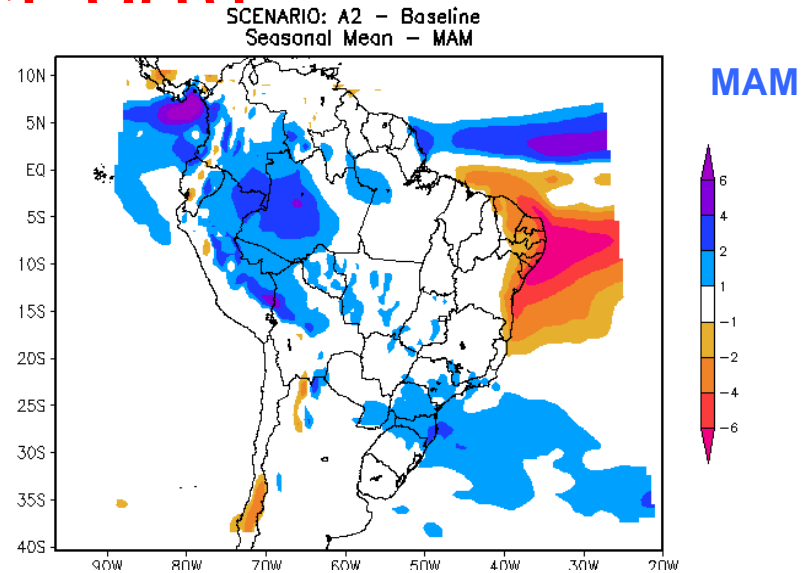 SCENARIO: A2 – Baseline
Seasonal Mean – MAM
MAM
10N
5N
EQ
5S
10S
15S
20S
25S
30S
35S
40S
90W 80W 70W 60W 50W 40W 30W 20W
6
4
2
1
−1
−2
−4
−6